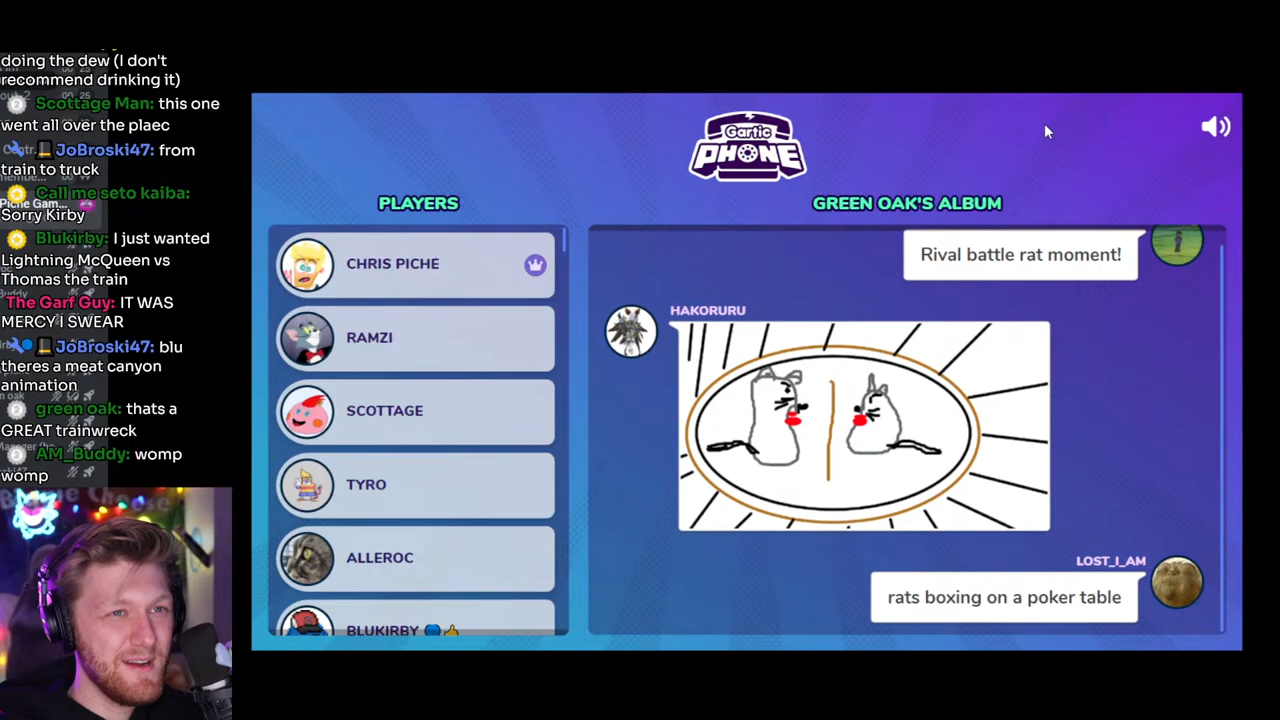 doing the dew (I don't
recommend drinking it)
Scottage Man: this one
went all over the plaec
JoBroski47: from
train to truck
Call me seto kaiba:
Sorry Kirby
Blukirby: I just wanted
Lightning McQueen vs
Thomas the train
The Garf Guy: IT WAS
MERCY I SWEAR
JoBroski47: blu
theres a meat canyon
animation
green oak: thats a
GREAT trainwreck
AM_Buddy: womp
womp
Gartic
PHONE
PLAYERS
CHRIS PICHE
RAMZI
SCOTTAGE
TYRO
ALLEROC
BLUKIRBY
GREEN OAK'S ALBUM
Rival battle rat moment!
HAKORURU
LOST_I_AM
rats boxing on a poker table